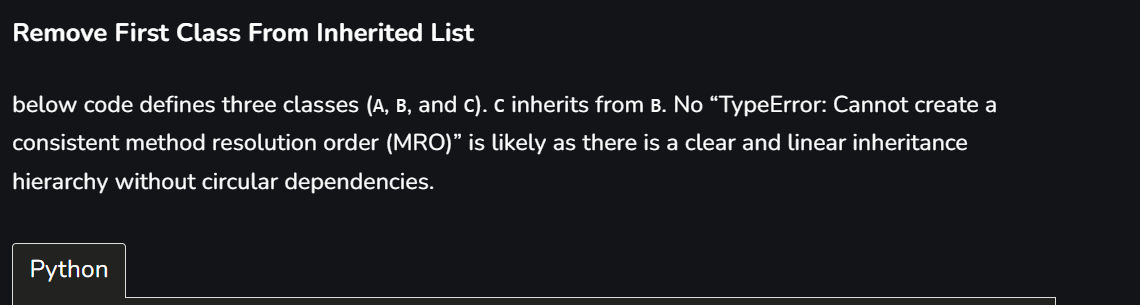 Remove First Class From Inherited List
below code defines three classes (A, B, and C). C inherits from B. No “TypeError: Cannot create a
consistent method resolution order (MRO)” is likely as there is a clear and linear inheritance
hierarchy without circular dependencies.
Python